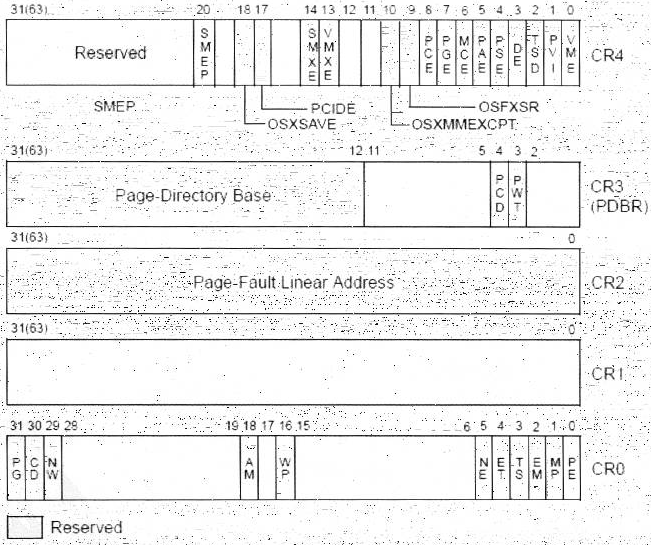 31(63) 20 18 17 14 13 12 11 10 9 8 7 6 5 4 3 2 1 0
Reserved SMEP SMXE VMXE PCE PGE MCE PAE PSE DE TSD PVI VME CR4
SMEP PCIDE OSFXSR
OSXSAVE OSXMMEXCPT
31(63) 12 11 5 4 3 2
Page-Directory Base PCD PWT CR3
(PDBR)
31(63) 0
Page-Fault Linear Address CR2
31(63) 0
CR1
31 30 29 28 19 18 17 16 15 6 5 4 3 2 1 0
PG CD NW AM WP NE ET TS EM MP PE CR0
Reserved